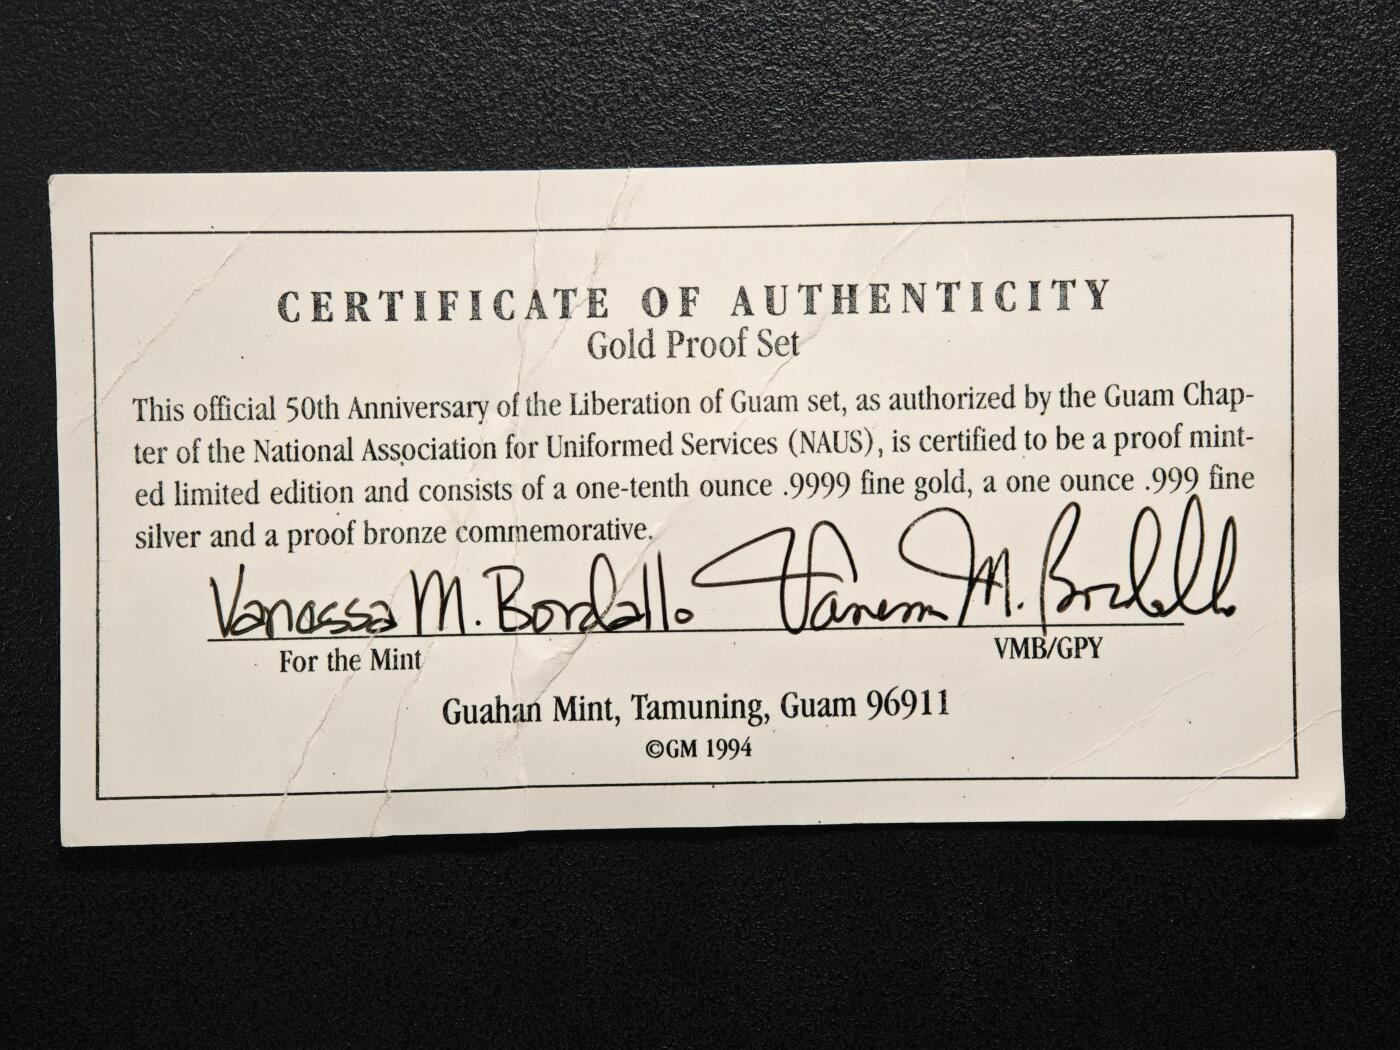 CERTIFICATE OF AUTHENTICITY
Gold Proof Set
This official 50th Anniversary of the Liberation of Guam set, as authorized by the Guam Chap-
ter of the National Association for Uniformed Services (NAUS), is certified to be a proof mint-
ed limited edition and consists of a one-tenth ounce .9999 fine gold, a one ounce .999 fine
silver and a proof bronze commemorative.
Vanessa M. Bordallo Vanessa M. Bordallo
For the Mint VMB/GPY
Guahan Mint, Tamuning, Guam 96911
©GM 1994